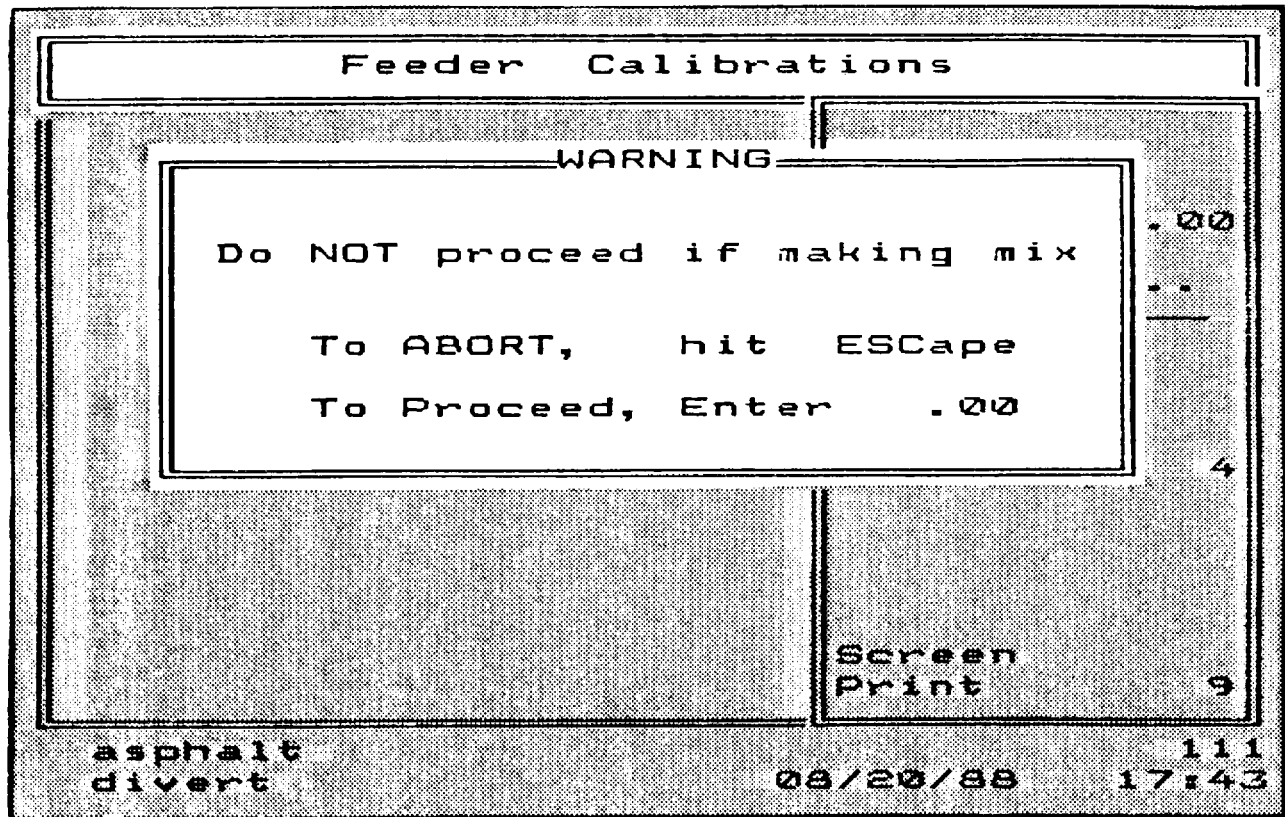 Feeder Calibrations
WARNING
Do NOT proceed if making mix
To ABORT, hit ESCape
To Proceed, Enter .00
.00
..
4
Screen
Print 9
asphalt 111
divert 08/20/88 17:43